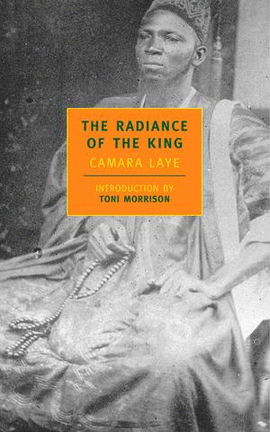 THE RADIANCE
OF THE KING
CAMARA LAYE
INTRODUCTION BY
TONI MORRISON